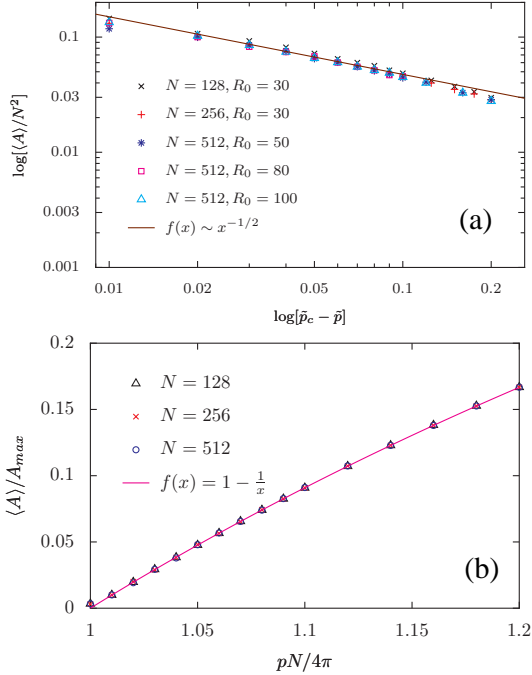 (a)
0.1
0.03
0.01
0.003
0.001
log[⟨A⟩/N²]
N = 128, R₀ = 30
N = 256, R₀ = 30
N = 512, R₀ = 50
N = 512, R₀ = 80
N = 512, R₀ = 100
f(x) ∼ x^{−1/2}
0.01 0.02 0.05 0.1 0.2
log[p̃_c − p̃]
0.2
0.15
0.1
0.05
0
⟨A⟩/A_{max}
N = 128
N = 256
N = 512
f(x) = 1 − 1/x
(b)
1 1.05 1.1 1.15 1.2
pN/4π